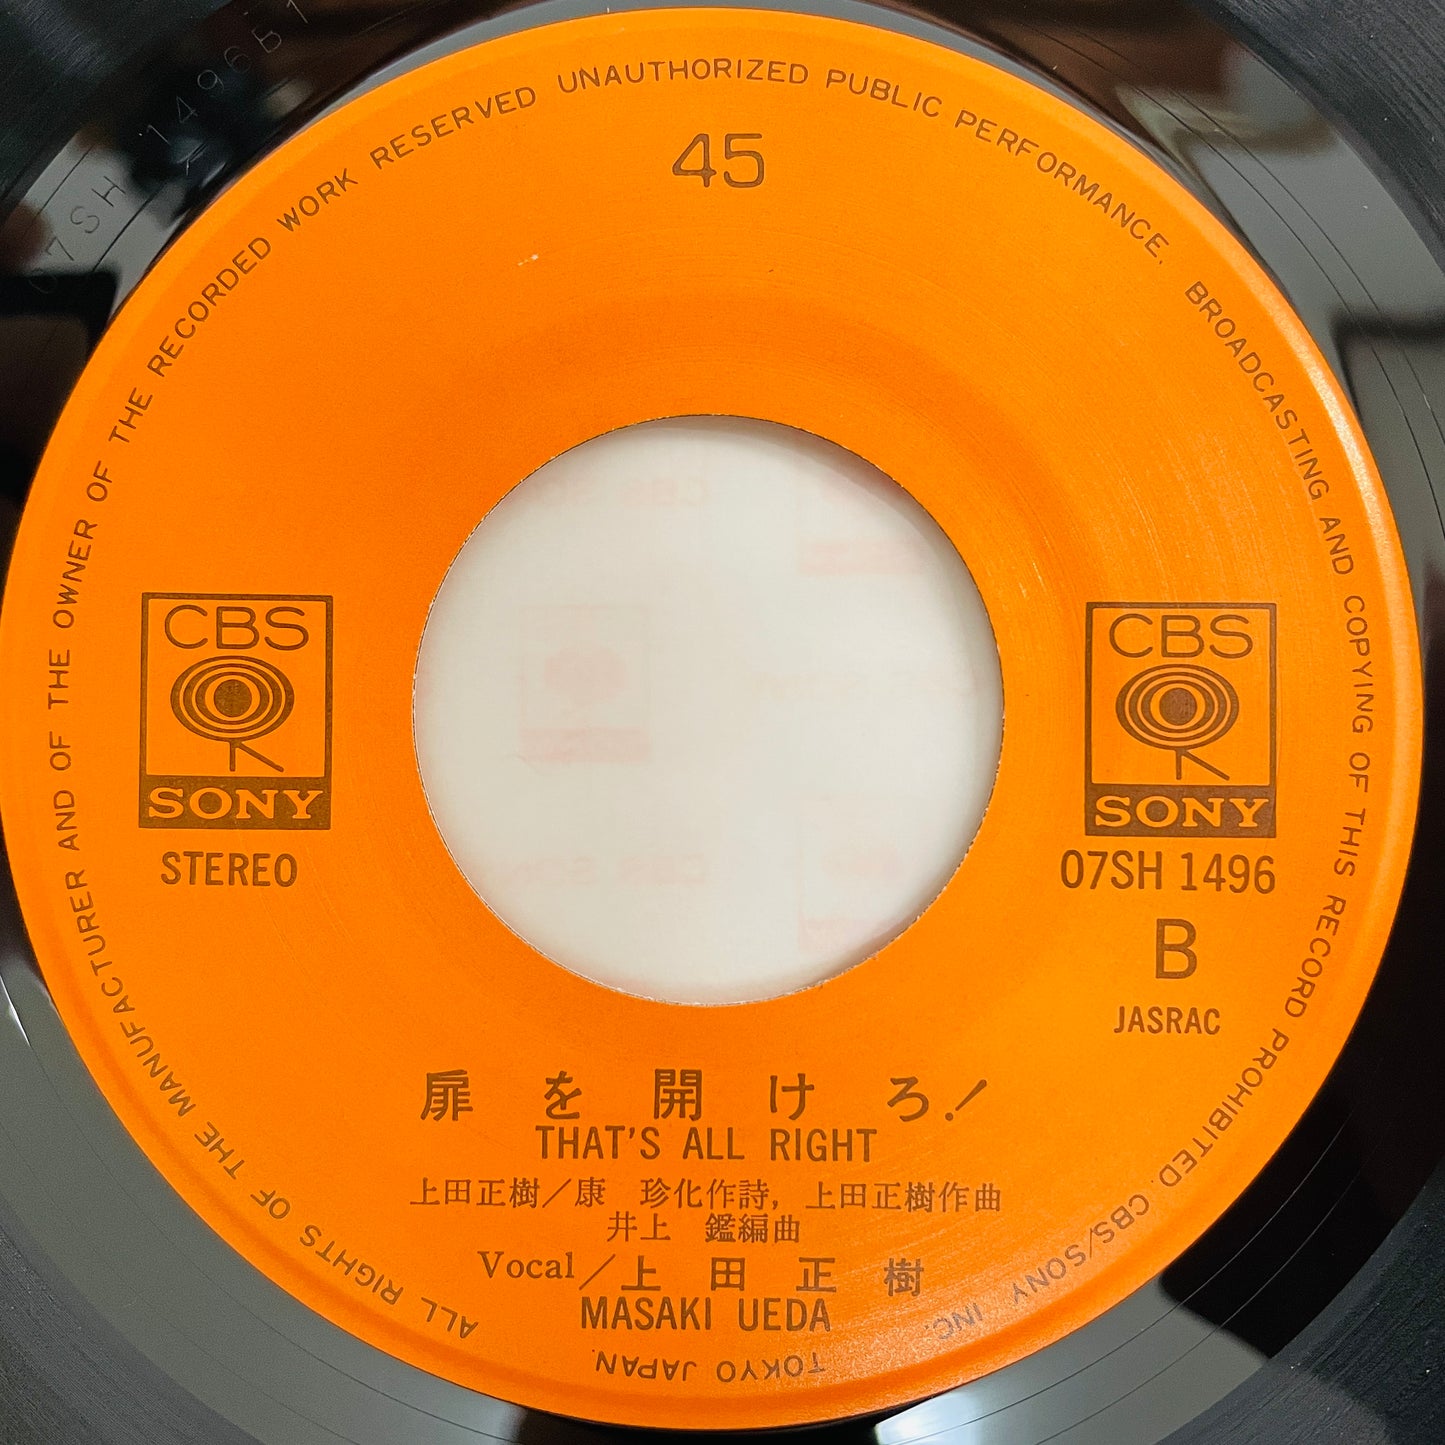 ALL RIGHTS OF THE MANUFACTURER AND OF THE OWNER OF THE RECORDED WORK RESERVED UNAUTHORIZED PUBLIC PERFORMANCE. BROADCASTING AND COPYING OF THIS RECORD PROHIBITED. CBS/SONY INC.
TOKYO JAPAN.
45
CBS
SONY
STEREO
CBS
SONY
07SH 1496
B
JASRAC
扉を開けろ!
THAT'S ALL RIGHT
上田正樹/康 珍化作詩, 上田正樹作曲
井上 鑑編曲
Vocal/上田正樹
MASAKI UEDA
07SH 1496B1
CBS SONY